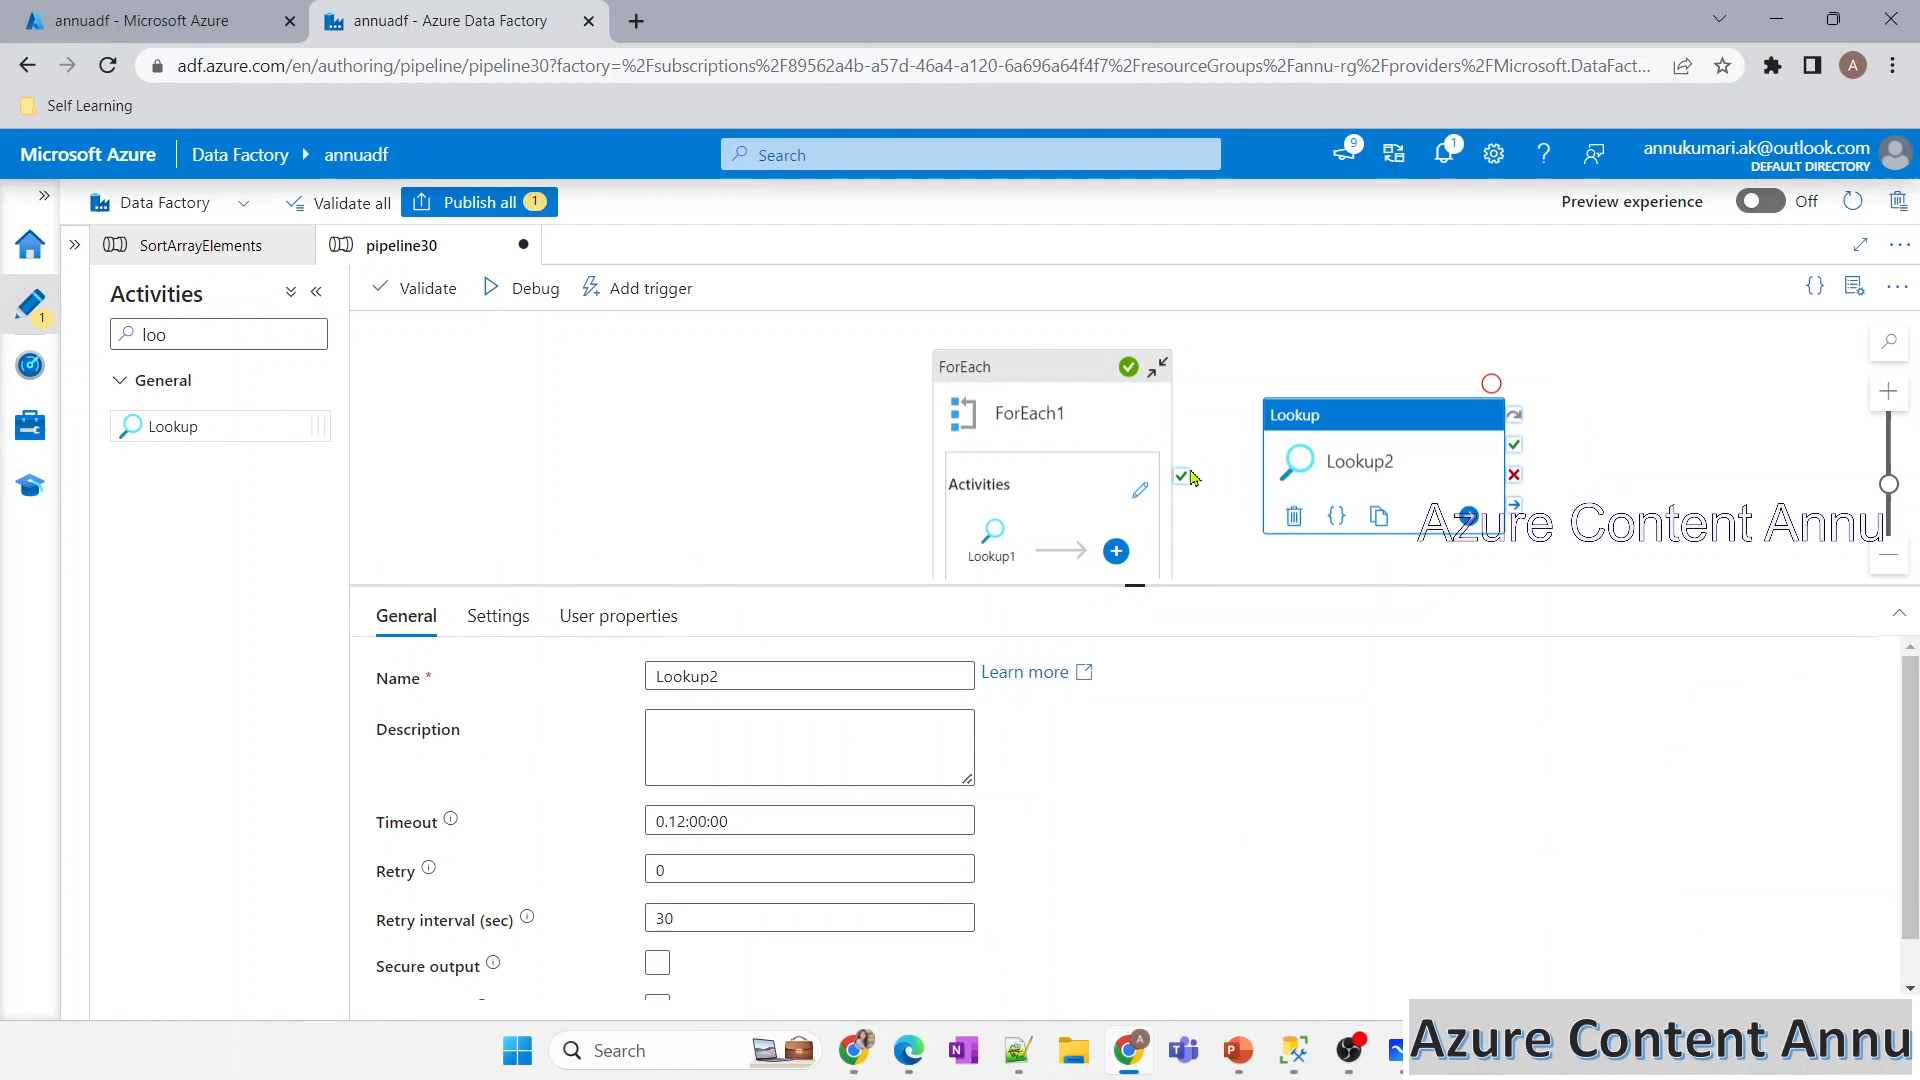 annuadf - Microsoft Azure
annuadf - Azure Data Factory
adf.azure.com/en/authoring/pipeline/pipeline30?factory=%2Fsubscriptions%2F89562a4b-a57d-46a4-a120-6a696a64f4f7%2FresourceGroups%2Fannu-rg%2Fproviders%2FMicrosoft.DataFact...
A
Self Learning
Microsoft Azure
Data Factory
annuadf
Search
9
1
annukumari.ak@outlook.com
DEFAULT DIRECTORY
Data Factory
Validate all
Publish all
1
Preview experience
Off
SortArrayElements
pipeline30
Activities
Validate
Debug
Add trigger
1
loo
General
Lookup
ForEach
ForEach1
Activities
Lookup1
Lookup
Lookup2
Azure Content Annu
General
Settings
User properties
Name *
Lookup2
Learn more
Description
Timeout
0.12:00:00
Retry
0
Retry interval (sec)
30
Secure output
Search
Azure Content Annu